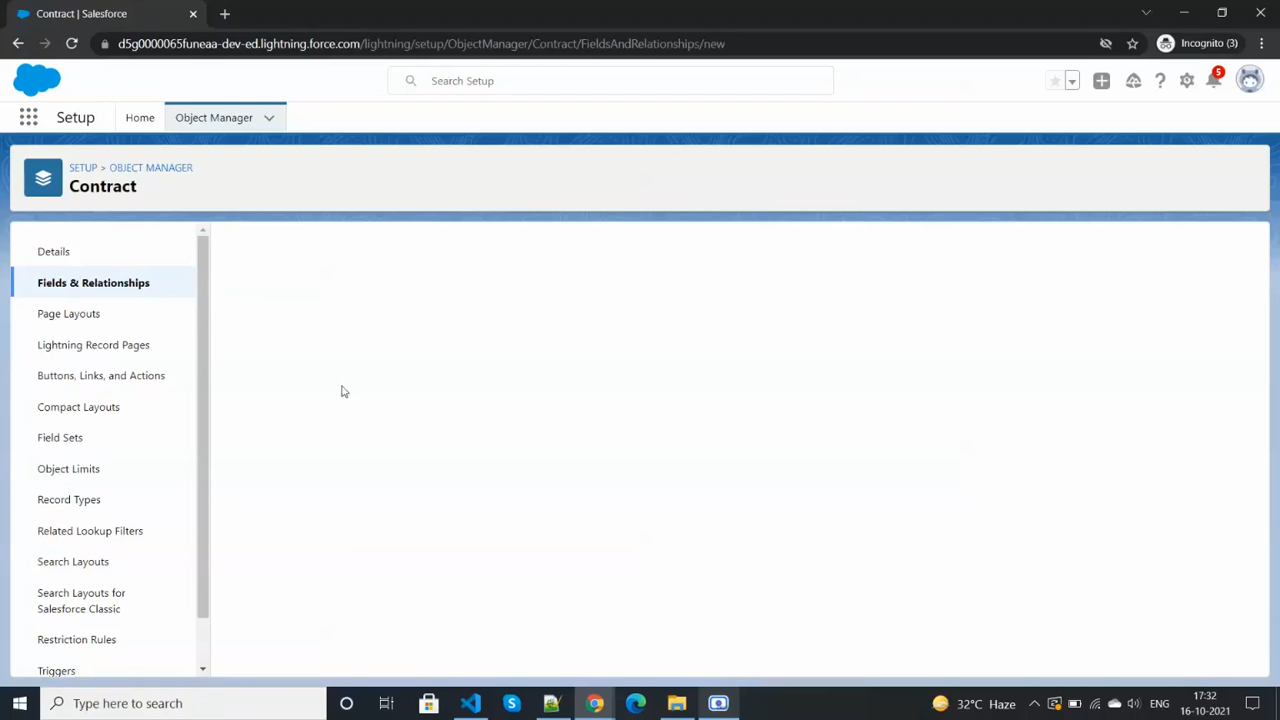 Contract | Salesforce
d5g0000065funeaa-dev-ed.lightning.force.com/lightning/setup/ObjectManager/Contract/FieldsAndRelationships/new
Incognito (3)
Search Setup
5
Setup
Home
Object Manager
SETUP > OBJECT MANAGER
Contract
Details
Fields & Relationships
Page Layouts
Lightning Record Pages
Buttons, Links, and Actions
Compact Layouts
Field Sets
Object Limits
Record Types
Related Lookup Filters
Search Layouts
Search Layouts for
Salesforce Classic
Restriction Rules
Triggers
Type here to search
32°C Haze
ENG
17:32
16-10-2021